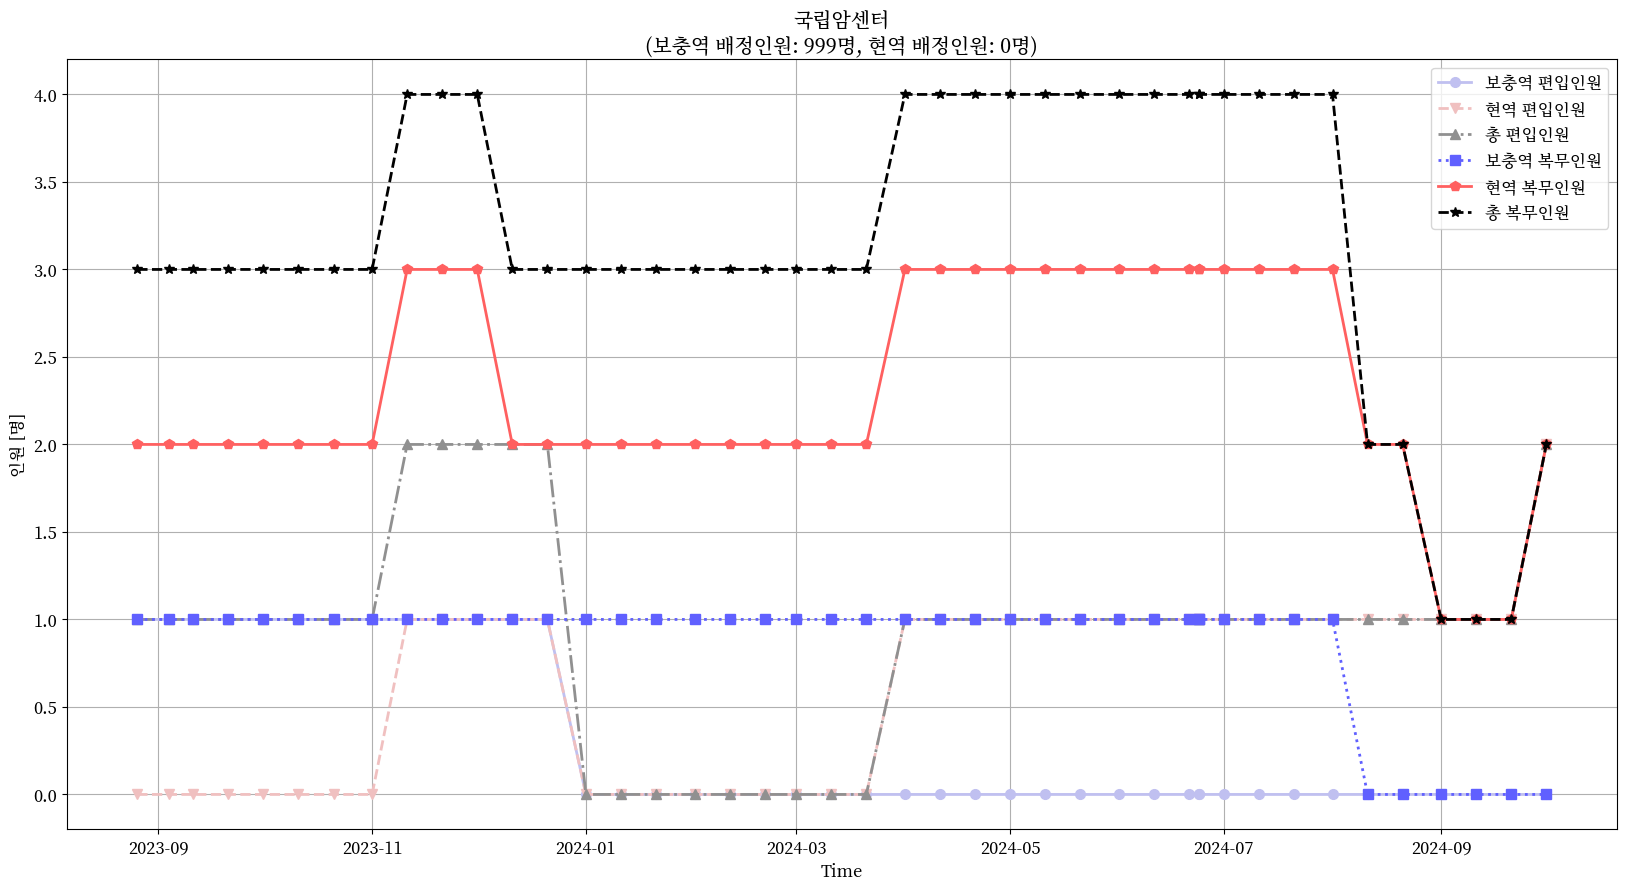 국립암센터
(보충역 배정인원: 999명, 현역 배정인원: 0명)
보충역 편입인원
현역 편입인원
총 편입인원
보충역 복무인원
현역 복무인원
총 복무인원
인원 [명]
4.0
3.5
3.0
2.5
2.0
1.5
1.0
0.5
0.0
2023-09
2023-11
2024-01
2024-03
2024-05
2024-07
2024-09
Time